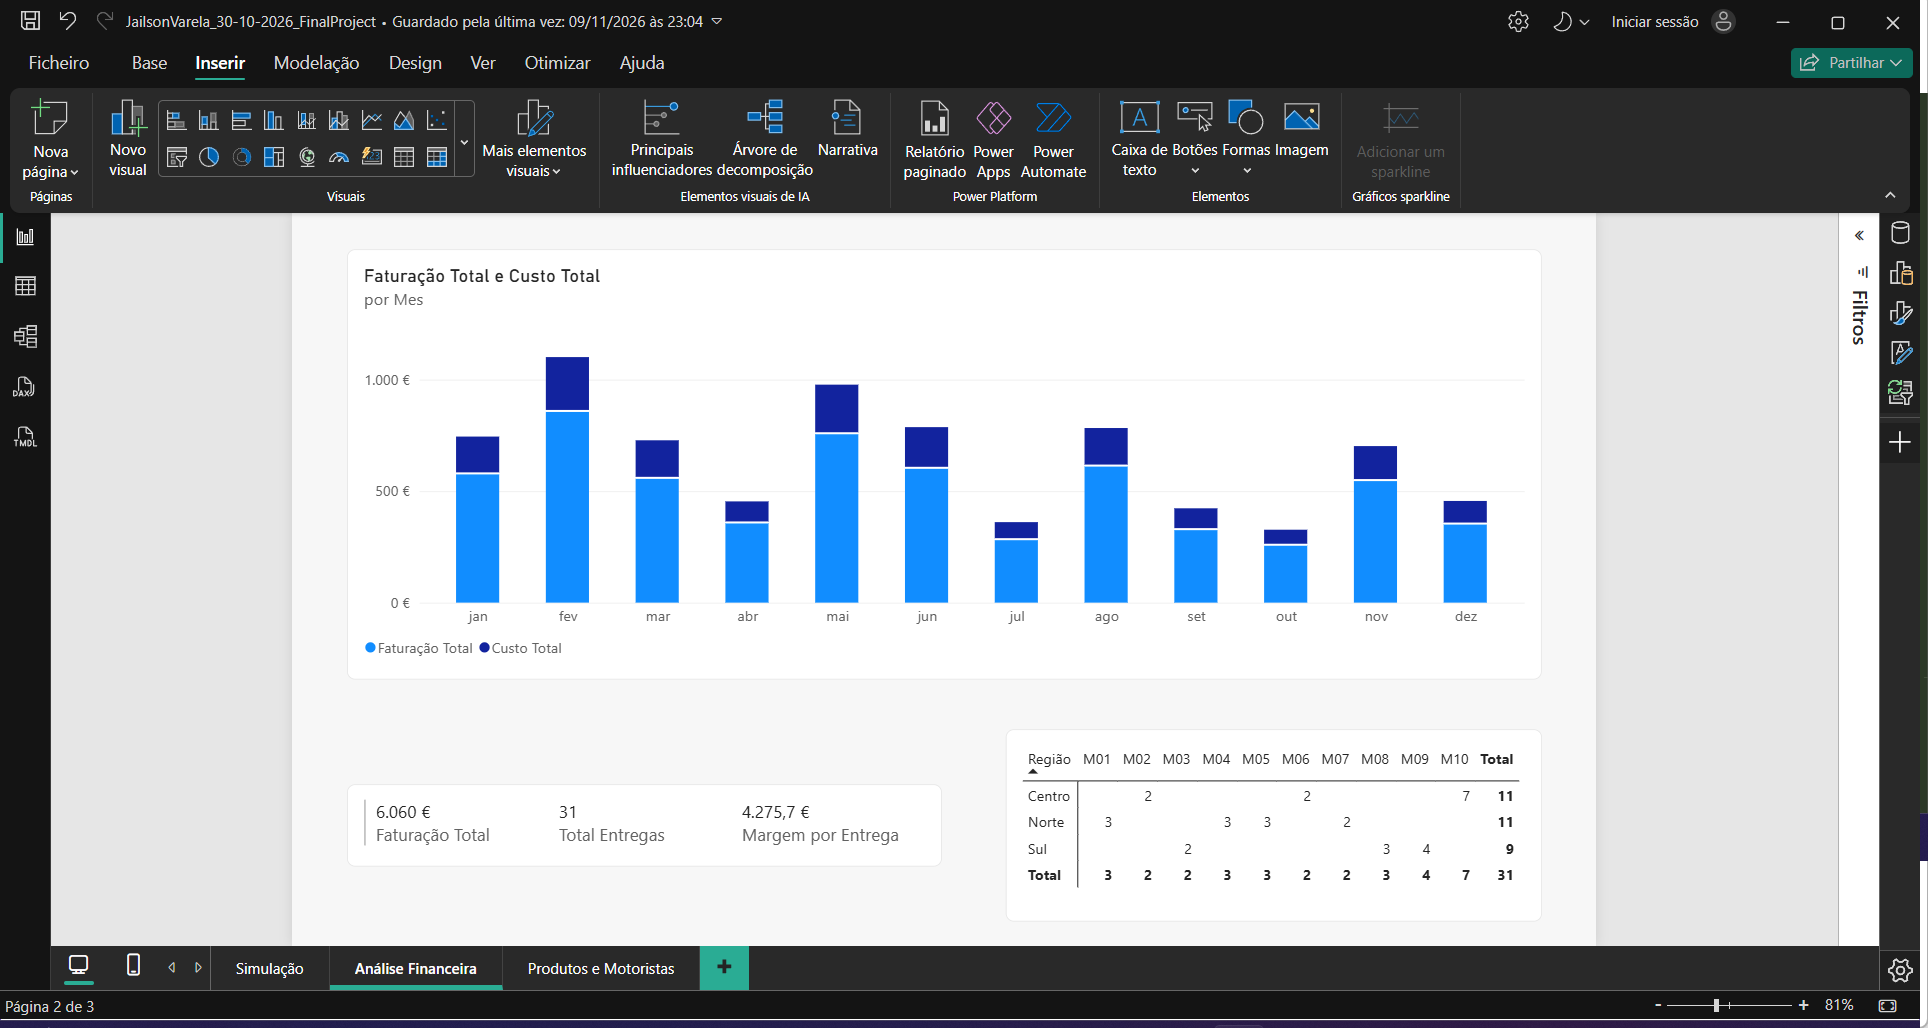 JailsonVarela_30-10-2026_FinalProject • Guardado pela última vez: 09/11/2026 às 23:04
Iniciar sessão
Ficheiro Base Inserir Modelação Design Ver Otimizar Ajuda
Partilhar
Nova página
Páginas
Novo visual
Mais elementos visuais
Visuais
Principais influenciadores
Árvore de decomposição
Narrativa
Elementos visuais de IA
Relatório paginado
Power Apps
Power Automate
Power Platform
Caixa de texto
Botões
Formas
Imagem
Elementos
Adicionar um sparkline
Gráficos sparkline
DAX
TMDL
Filtros
Faturação Total e Custo Total
por Mes
1.000 €
500 €
0 €
jan fev mar abr mai jun jul ago set out nov dez
Faturação Total Custo Total
6.060 € 31 4.275,7 €
Faturação Total Total Entregas Margem por Entrega
Região M01 M02 M03 M04 M05 M06 M07 M08 M09 M10 Total
Centro 2 2 7 11
Norte 3 3 3 2 11
Sul 2 3 4 9
Total 3 2 2 3 3 2 2 3 4 7 31
Simulação Análise Financeira Produtos e Motoristas
Página 2 de 3
- + 81%